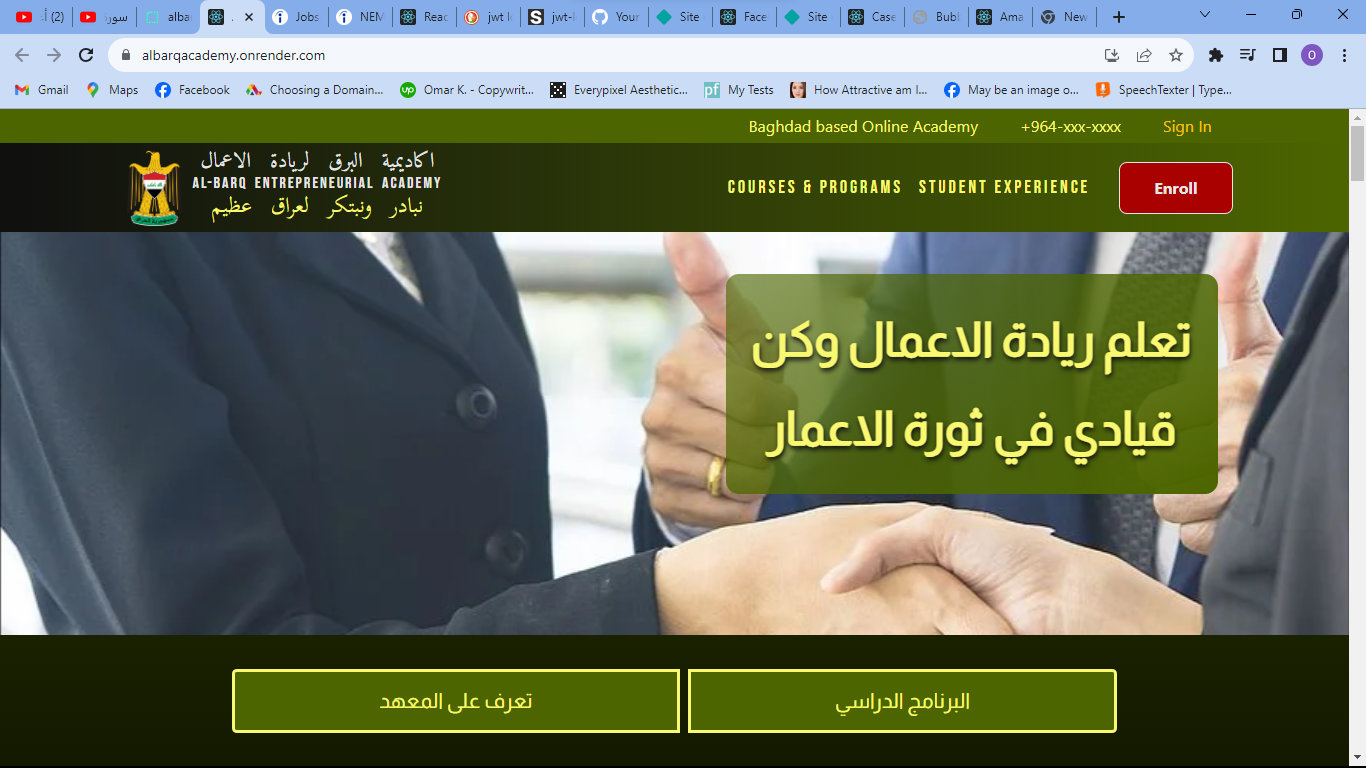 (2)
albar
Jobs
NEM
Reac
jwt l
jwt-l
Your
Site
Face
Site
Case
Bub
Ama
New
albarqacademy.onrender.com
O
Gmail
Maps
Facebook
Choosing a Domain...
Omar K. - Copywrit...
Everypixel Aesthetic...
My Tests
How Attractive am I...
May be an image o...
SpeechTexter | Type...
Baghdad based Online Academy
+964-xxx-xxxx
Sign In
اكاديمية البرق لريادة الاعمال
AL-BARQ ENTREPRENEURIAL ACADEMY
نبادر ونبتكر لعراق عظيم
COURSES & PROGRAMS
STUDENT EXPERIENCE
Enroll
تعلم ريادة الاعمال وكن
قيادي في ثورة الاعمار
البرنامج الدراسي
تعرف على المعهد